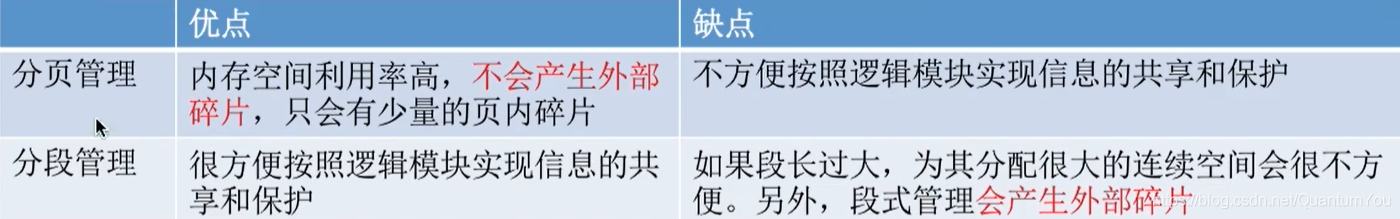 优点
缺点
分页管理
内存空间利用率高，不会产生外部
碎片，只会有少量的页内碎片
不方便按照逻辑模块实现信息的共享和保护
分段管理
很方便按照逻辑模块实现信息的共
享和保护
如果段长过大，为其分配很大的连续空间会很不方
便。另外，段式管理会产生外部碎片
https://blog.csdn.net/QuantumYou